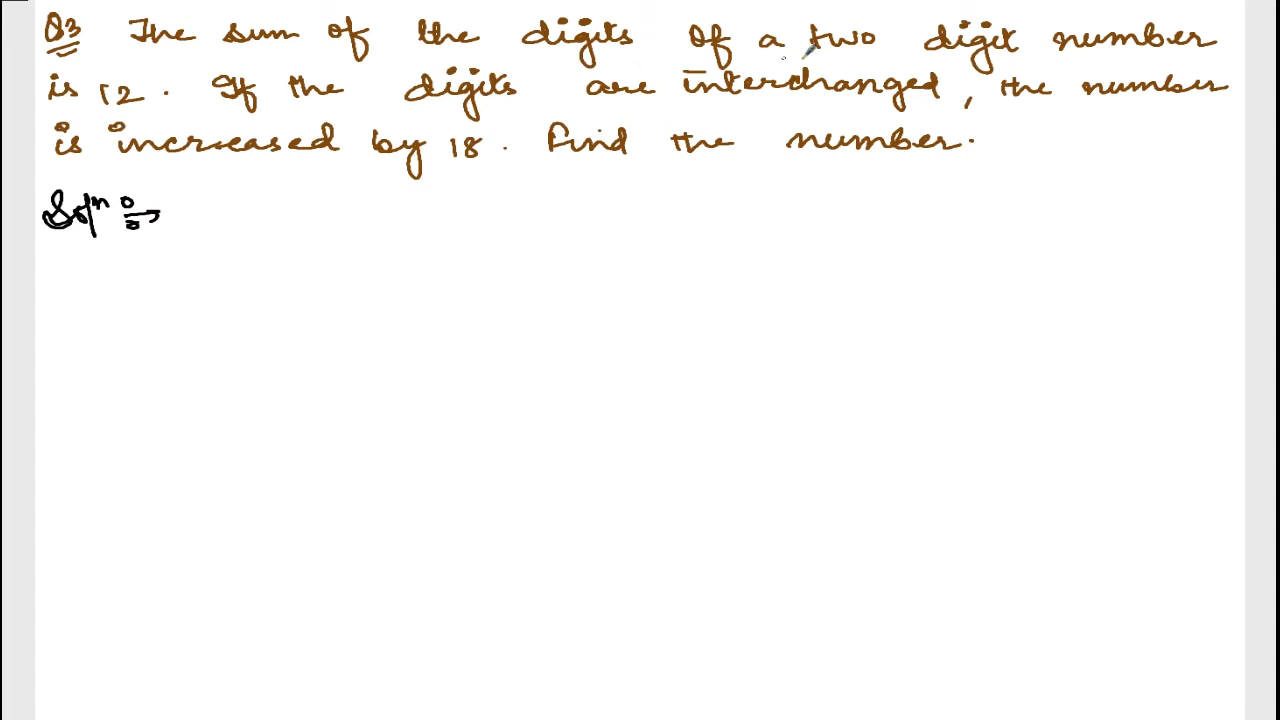 Q3 The sum of the digits of a two digit number
is 12. If the digits are interchanged, the number
is increased by 18. Find the number.
Solⁿ :⇒